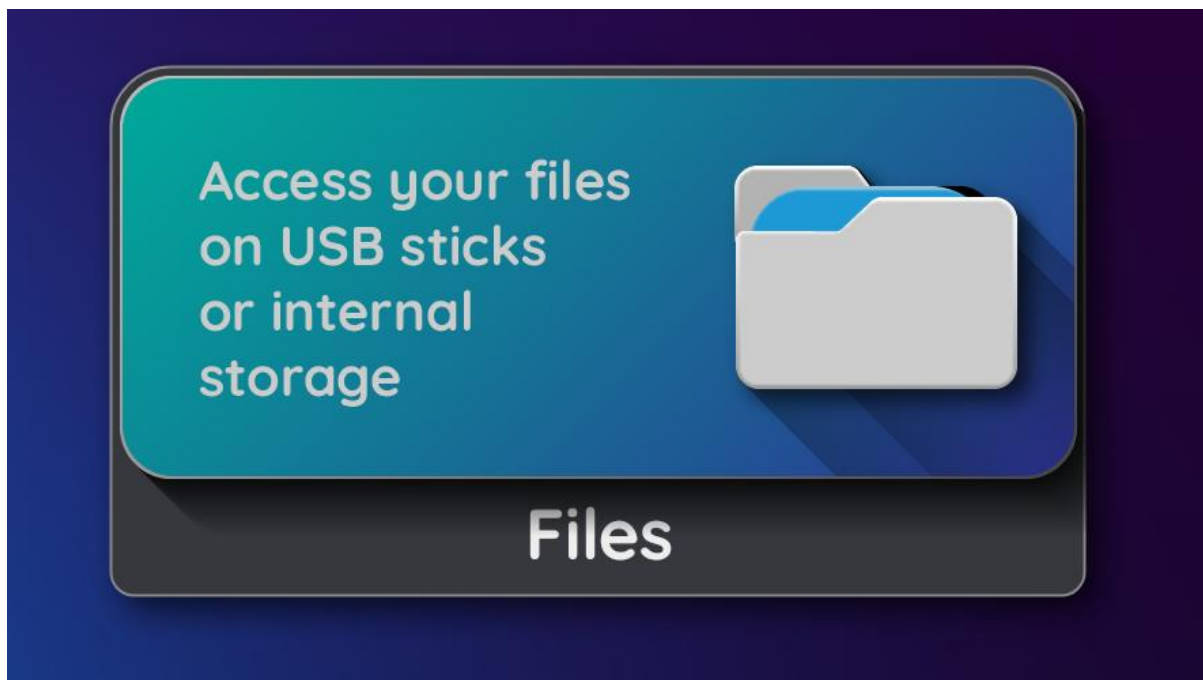 Access your files
on USB sticks
or internal
storage
Files